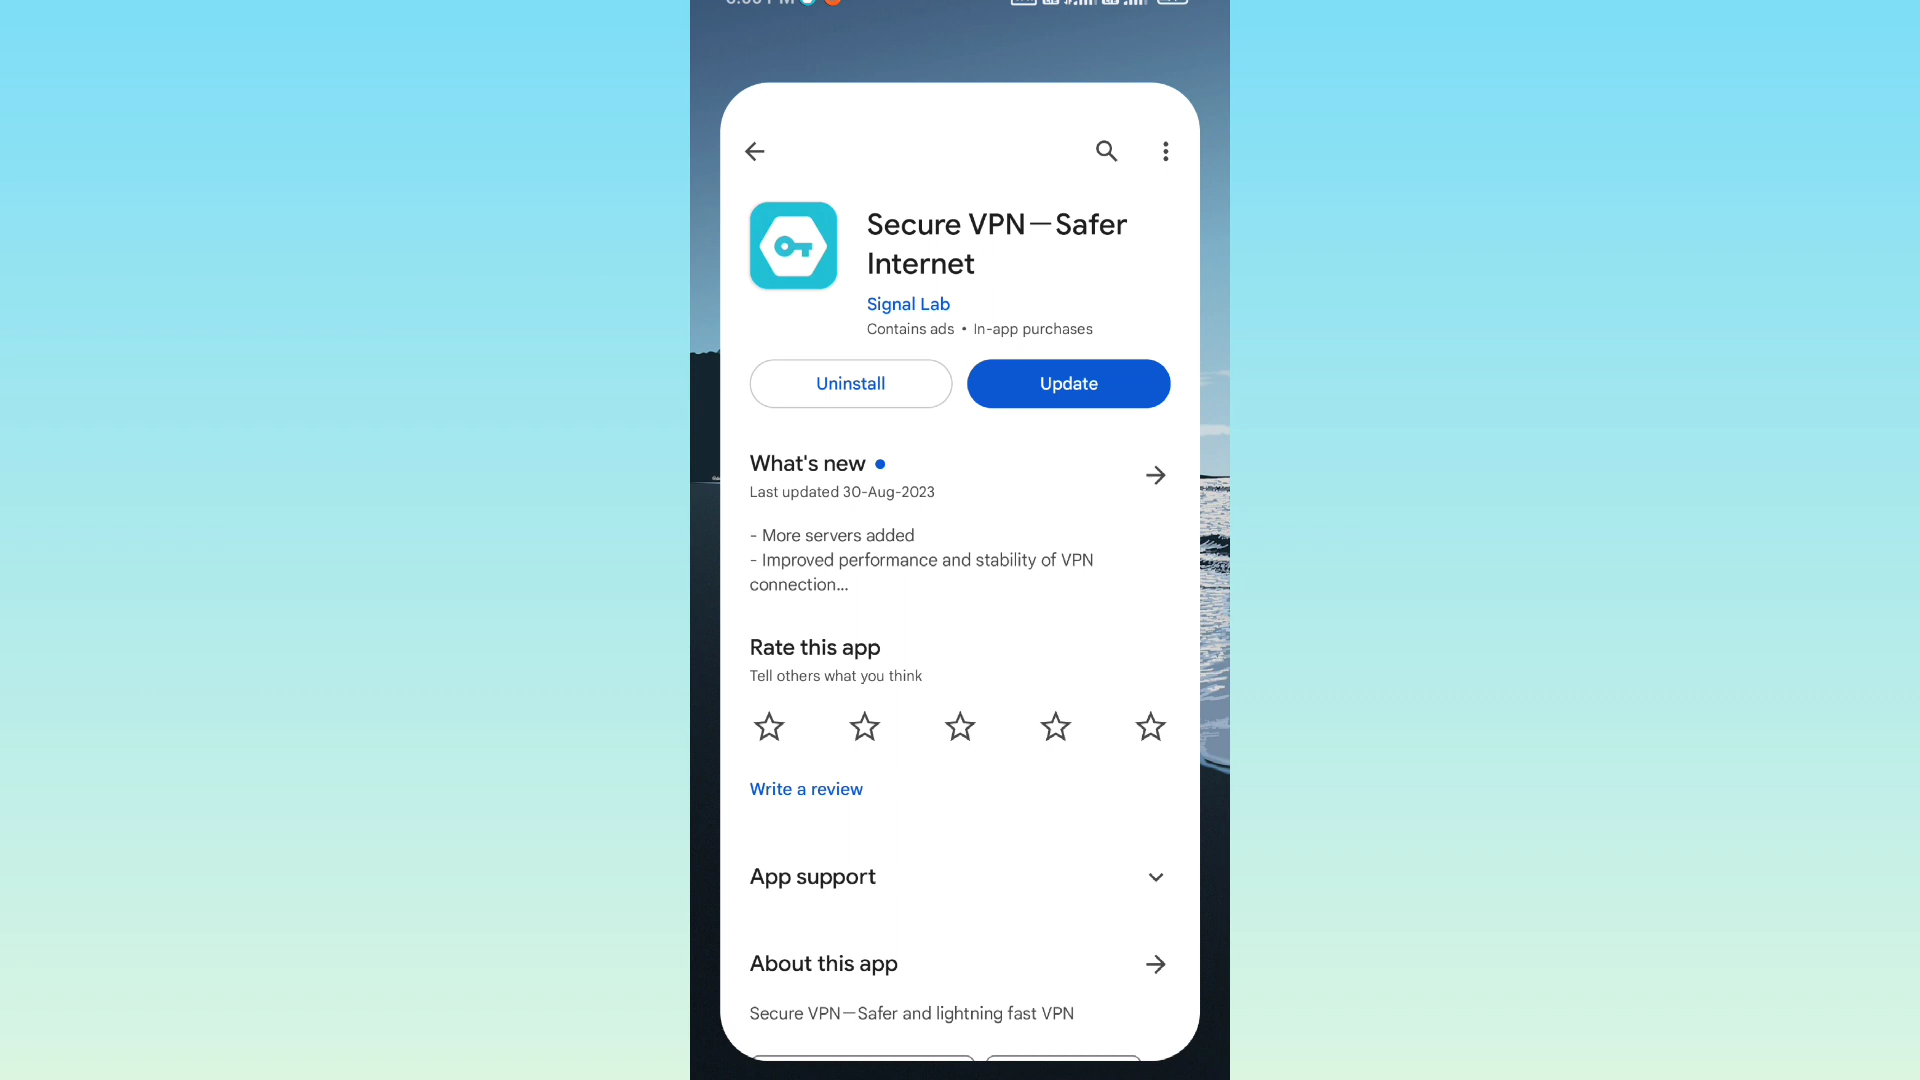 Secure VPN—Safer
Internet
Signal Lab
Contains ads • In-app purchases
Uninstall
Update
What's new
Last updated 30-Aug-2023
- More servers added
- Improved performance and stability of VPN
connection...
Rate this app
Tell others what you think
Write a review
App support
About this app
Secure VPN—Safer and lightning fast VPN